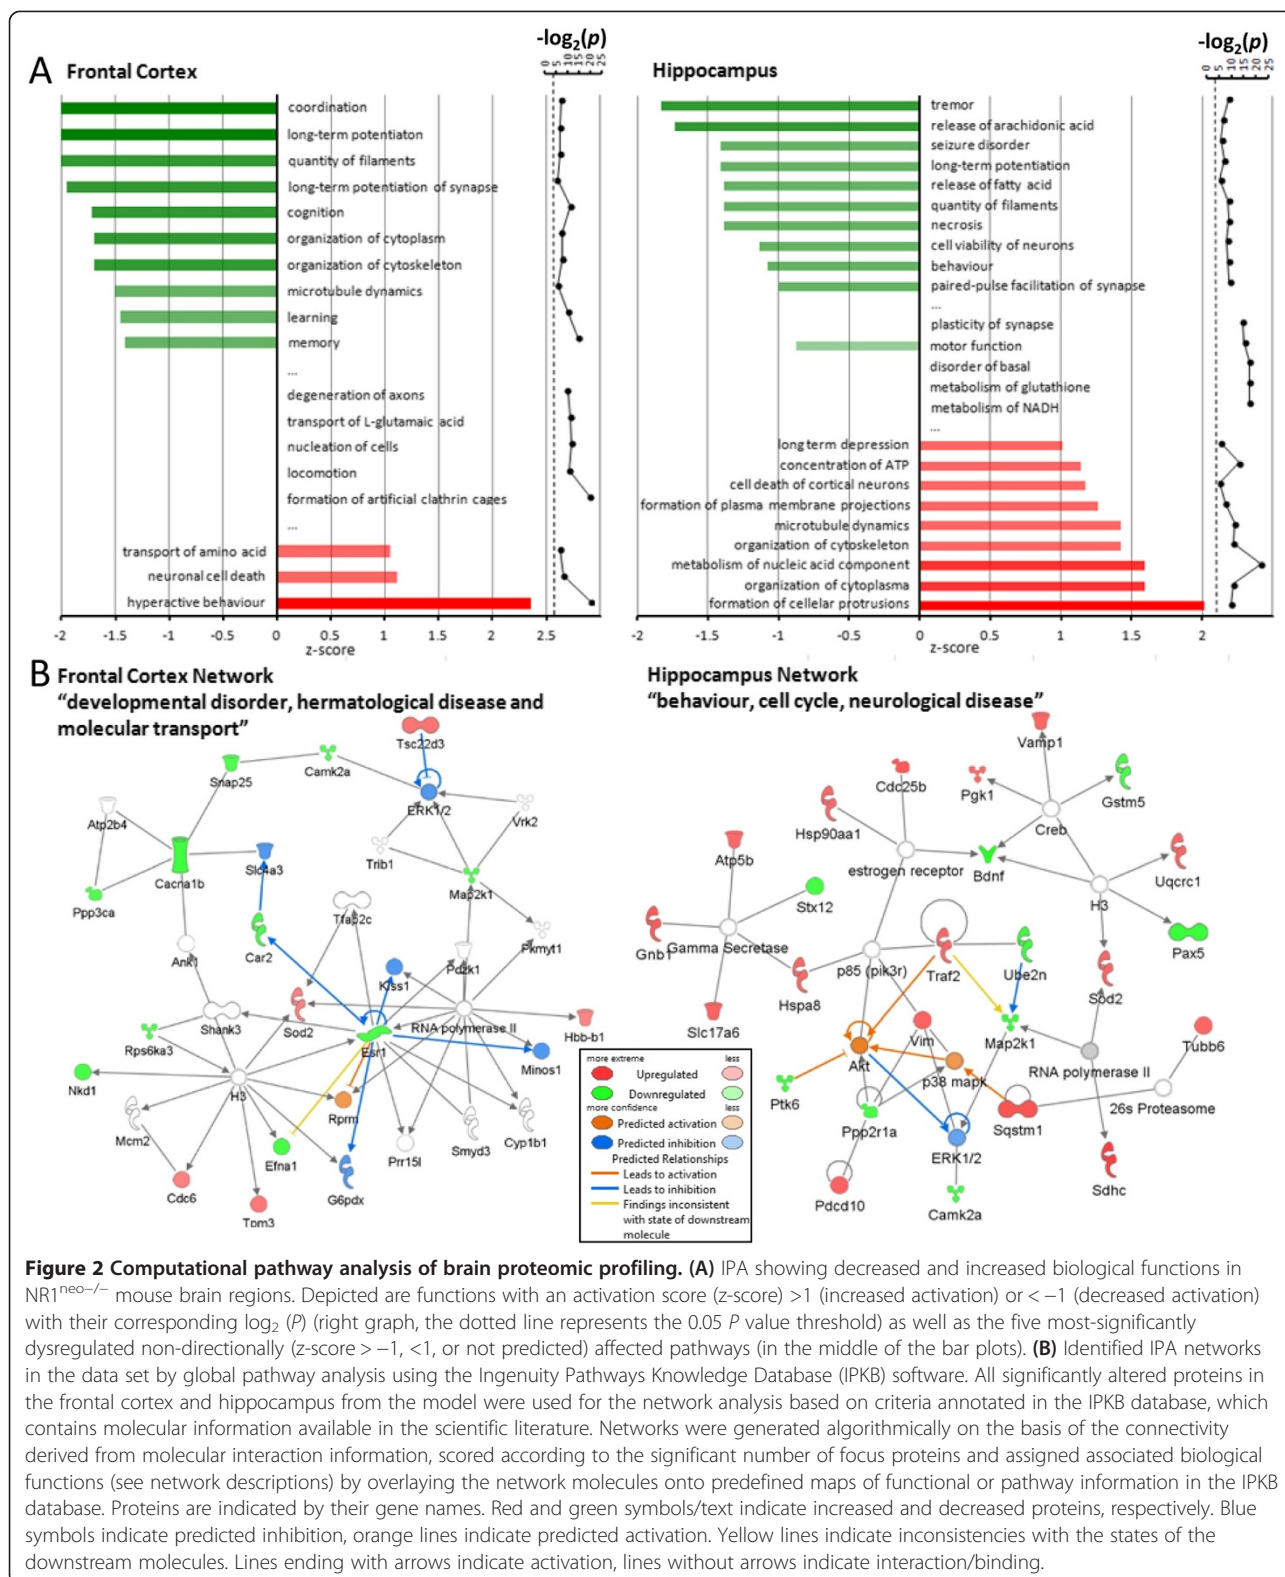 A Frontal Cortex
-log2(p)
0 5 10 15 20 25
coordination
long-term potentiaton
quantity of filaments
long-term potentiation of synapse
cognition
organization of cytoplasm
organization of cytoskeleton
microtubule dynamics
learning
memory
...
degeneration of axons
transport of L-glutamaic acid
nucleation of cells
locomotion
formation of artificial clathrin cages
...
transport of amino acid
neuronal cell death
hyperactive behaviour
-2 -1.5 -1 -0.5 0 0.5 1 1.5 2 2.5
z-score
Hippocampus
-log2(p)
0 5 10 15 20 25
tremor
release of arachidonic acid
seizure disorder
long-term potentiation
release of fatty acid
quantity of filaments
necrosis
cell viability of neurons
behaviour
paired-pulse facilitation of synapse
...
plasticity of synapse
motor function
disorder of basal
metabolism of glutathione
metabolism of NADH
...
long term depression
concentration of ATP
cell death of cortical neurons
formation of plasma membrane projections
microtubule dynamics
organization of cytoskeleton
metabolism of nucleic acid component
organization of cytoplasma
formation of cellelar protrusions
-2 -1.5 -1 -0.5 0 0.5 1 1.5 2
z-score
B Frontal Cortex Network
"developmental disorder, hermatological disease and
molecular transport"
Tsc22d3
Snap25
Camk2a
ERK1/2
Atp2b4
Vrk2
Trib1
Cacna1b
Slc4a3
Map2k1
Ppp3ca
Tfap2c
Car2
Ank1
Pkmyt1
Pdzk1
Kiss1
Shank3
Sod2
RNA polymerase II
Hbb-b1
Rps6ka3
Esr1
Minos1
Nkd1
H3
Rprm
Mcm2
Efna1
Prr15l
Smyd3
Cyp1b1
Cdc6
G6pdx
Tpm3
Hippocampus Network
"behaviour, cell cycle, neurological disease"
Vamp1
Cdc25b
Pgk1
Gstm5
Hsp90aa1
Creb
Atp5b
estrogen receptor
Bdnf
Stx12
H3
Uqcrc1
Gnb1
Gamma Secretase
p85 (pik3r)
Traf2
Ube2n
Pax5
Hspa8
Sod2
Slc17a6
Vim
Map2k1
Tubb6
Akt
p38 mapk
RNA polymerase II
Ptk6
26s Proteasome
Ppp2r1a
Sqstm1
ERK1/2
Pdcd10
Camk2a
Sdhc
more extreme less
Upregulated
Downregulated
more confidence less
Predicted activation
Predicted inhibition
Predicted Relationships
Leads to activation
Leads to inhibition
Findings inconsistent
with state of downstream
molecule
Figure 2 Computational pathway analysis of brain proteomic profiling. (A) IPA showing decreased and increased biological functions in
NR1neo−/− mouse brain regions. Depicted are functions with an activation score (z-score) >1 (increased activation) or < −1 (decreased activation)
with their corresponding log2 (P) (right graph, the dotted line represents the 0.05 P value threshold) as well as the five most-significantly
dysregulated non-directionally (z-score > −1, <1, or not predicted) affected pathways (in the middle of the bar plots). (B) Identified IPA networks
in the data set by global pathway analysis using the Ingenuity Pathways Knowledge Database (IPKB) software. All significantly altered proteins in
the frontal cortex and hippocampus from the model were used for the network analysis based on criteria annotated in the IPKB database, which
contains molecular information available in the scientific literature. Networks were generated algorithmically on the basis of the connectivity
derived from molecular interaction information, scored according to the significant number of focus proteins and assigned associated biological
functions (see network descriptions) by overlaying the network molecules onto predefined maps of functional or pathway information in the IPKB
database. Proteins are indicated by their gene names. Red and green symbols/text indicate increased and decreased proteins, respectively. Blue
symbols indicate predicted inhibition, orange lines indicate predicted activation. Yellow lines indicate inconsistencies with the states of the
downstream molecules. Lines ending with arrows indicate activation, lines without arrows indicate interaction/binding.